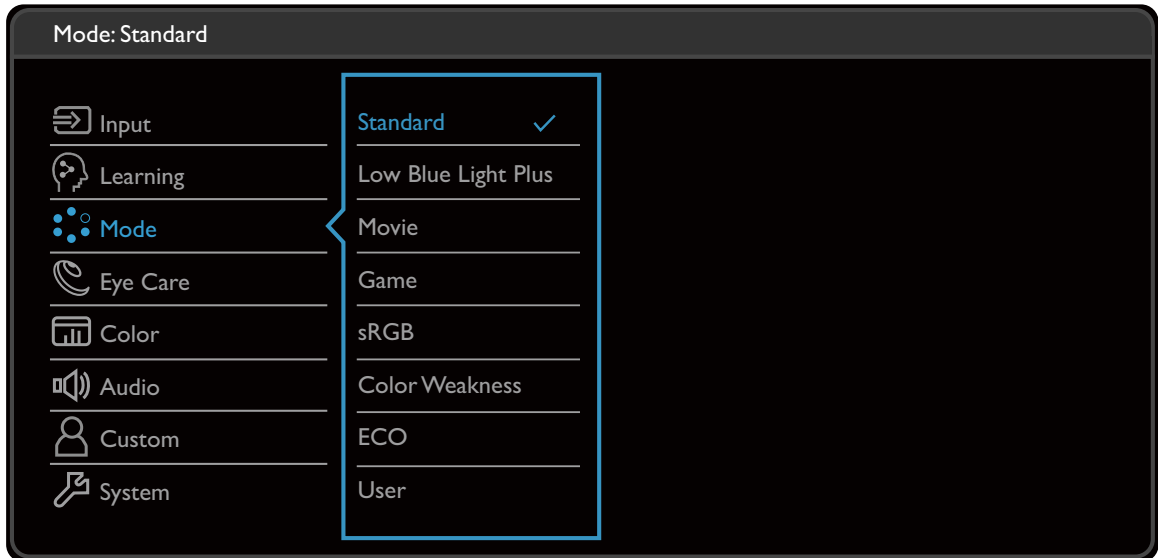 Mode: Standard
Input
Learning
Mode
Eye Care
Color
Audio
Custom
System
Standard
Low Blue Light Plus
Movie
Game
sRGB
Color Weakness
ECO
User